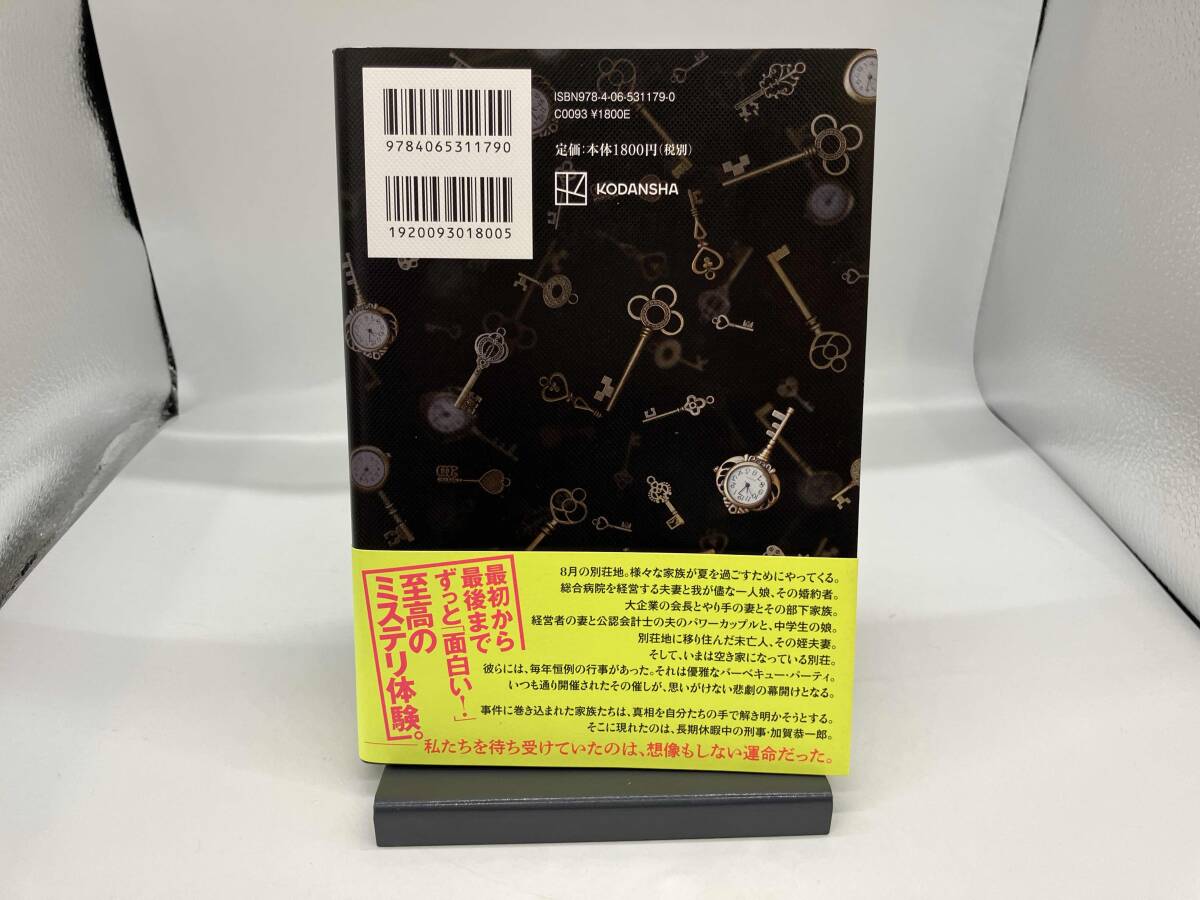 9784065311790
1920093018005
ISBN978-4-06-531179-0
C0093 ¥1800E
定価:本体1800円(税別)
KODANSHA
最初から
最後まで
ずっと「面白い!」
至高の
ミステリ体験。
8月の別荘地。様々な家族が夏を過ごすためにやってくる。
総合病院を経営する夫妻と我が儘な一人娘、その婚約者。
大企業の会長とやり手の妻とその部下家族。
経営者の妻と公認会計士の夫のパワーカップルと、中学生の娘。
別荘地に移り住んだ未亡人、その姪夫妻。
そして、いまは空き家になっている別荘。
彼らには、毎年恒例の行事があった。それは優雅なバーベキュー・パーティ。
いつも通り開催されたその催しが、思いがけない悲劇の幕開けとなる。
事件に巻き込まれた家族たちは、真相を自分たちの手で解き明かそうとする。
そこに現れたのは、長期休暇中の刑事・加賀恭一郎。
私たちを待ち受けていたのは、想像もしない運命だった。